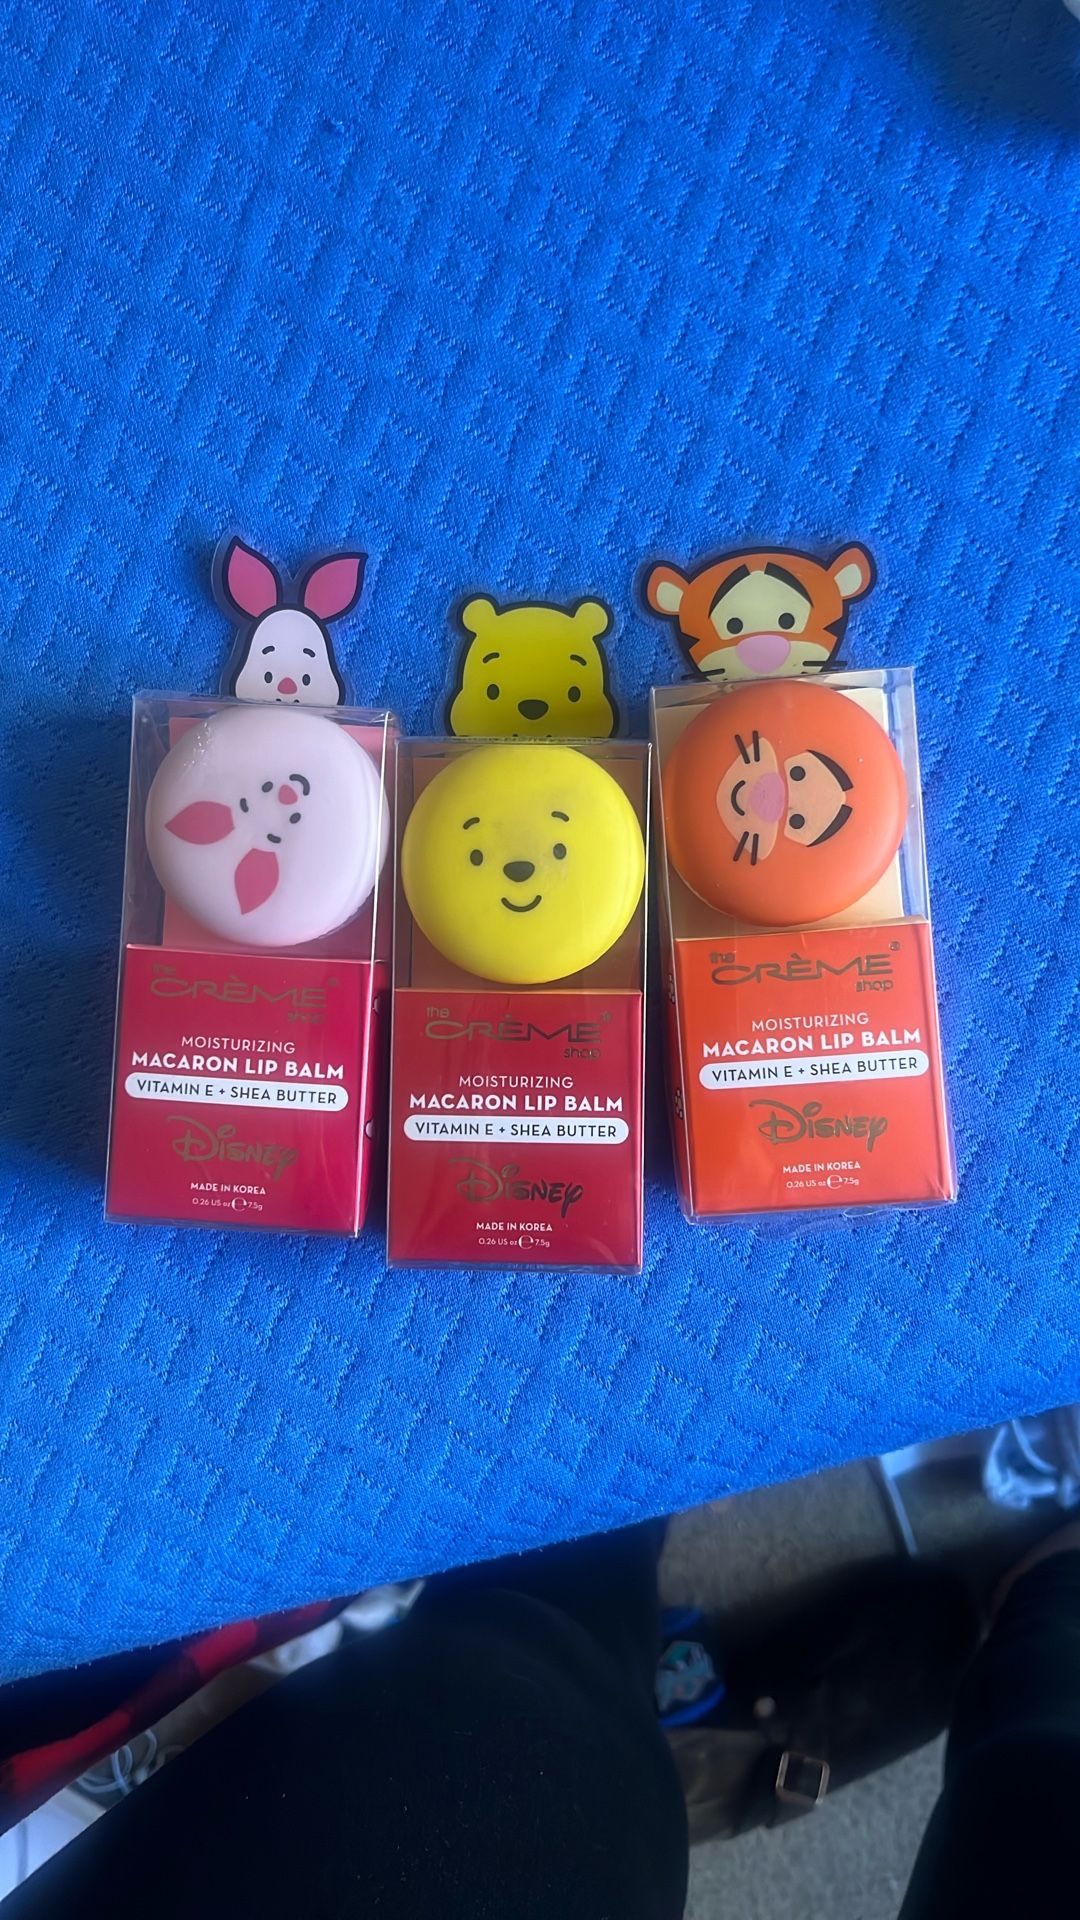 the
CRÈME
shop
MOISTURIZING
MACARON LIP BALM
VITAMIN E + SHEA BUTTER
Disney
MADE IN KOREA
0.26 US oz ℮ 7.5g
the
CRÈME
shop
MOISTURIZING
MACARON LIP BALM
VITAMIN E + SHEA BUTTER
Disney
MADE IN KOREA
0.26 US oz ℮ 7.5g
the
CRÈME®
shop
MOISTURIZING
MACARON LIP BALM
VITAMIN E + SHEA BUTTER
Disney
MADE IN KOREA
0.26 US oz ℮ 7.5g